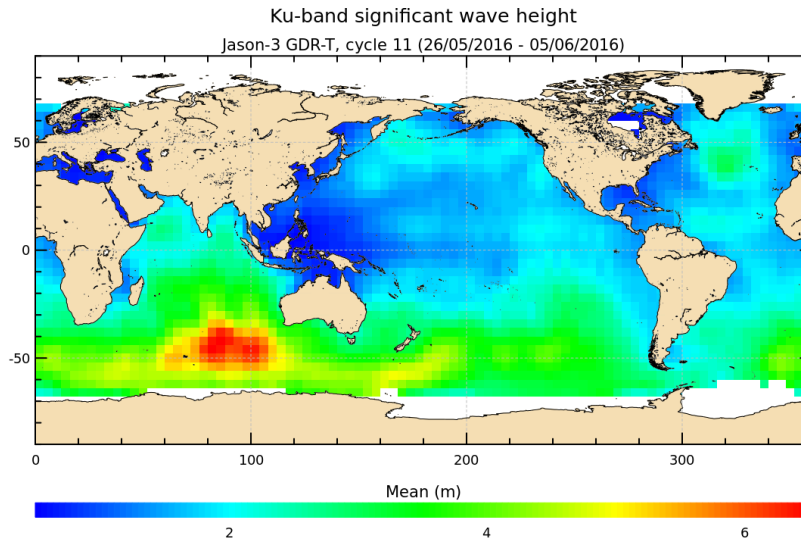 Ku-band significant wave height
Jason-3 GDR-T, cycle 11 (26/05/2016 - 05/06/2016)
50
0
-50
0 100 200 300
Mean (m)
2 4 6